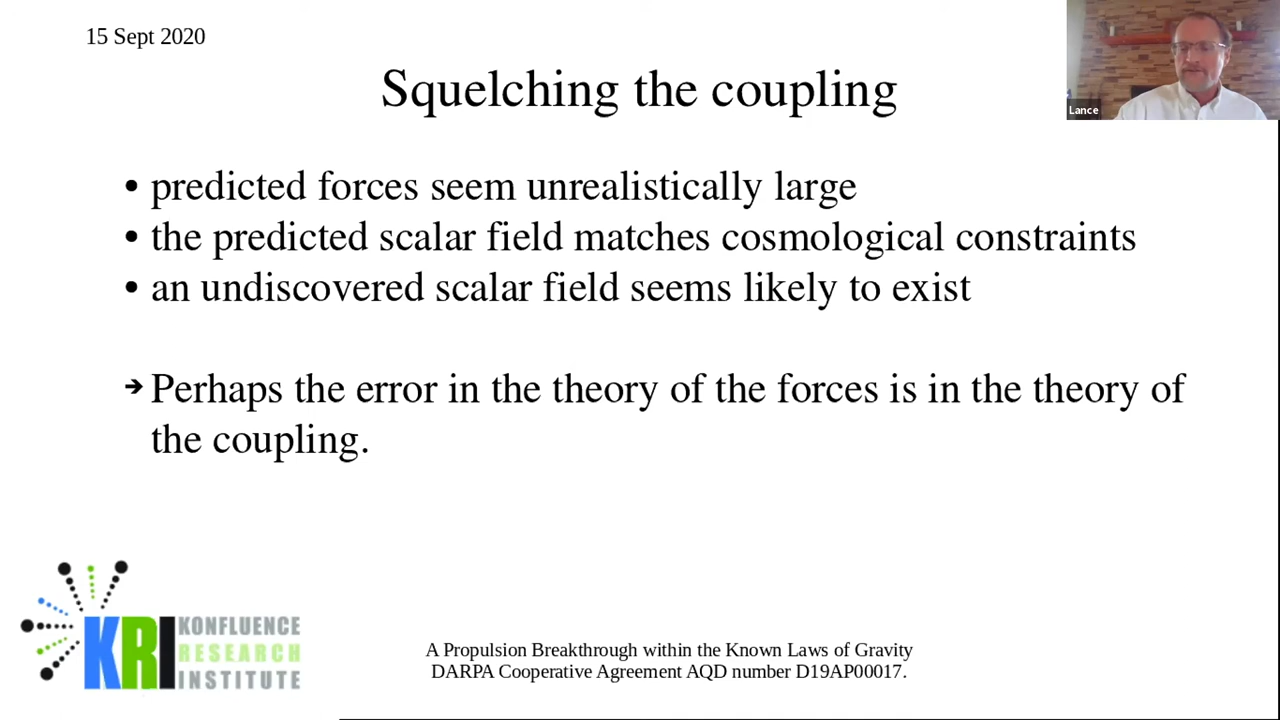 15 Sept 2020
Squelching the coupling
Lance
• predicted forces seem unrealistically large
• the predicted scalar field matches cosmological constraints
• an undiscovered scalar field seems likely to exist
➔ Perhaps the error in the theory of the forces is in the theory of
the coupling.
KRI KONFLUENCE
RESEARCH
INSTITUTE
A Propulsion Breakthrough within the Known Laws of Gravity
DARPA Cooperative Agreement AQD number D19AP00017.